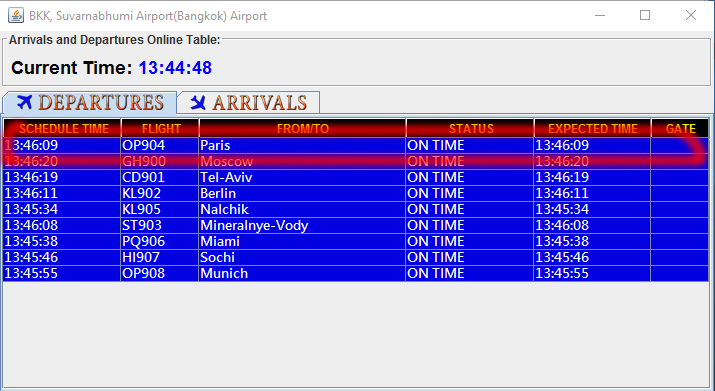 BKK, Suvarnabhumi Airport(Bangkok) Airport
Arrivals and Departures Online Table:
Current Time: 13:44:48
DEPARTURES ARRIVALS
SCHEDULE TIME FLIGHT FROM/TO STATUS EXPECTED TIME GATE
13:46:09 OP904 Paris ON TIME 13:46:09
13:46:20 GH900 Moscow ON TIME 13:46:20
13:46:19 CD901 Tel-Aviv ON TIME 13:46:19
13:46:11 KL902 Berlin ON TIME 13:46:11
13:45:34 KL905 Nalchik ON TIME 13:45:34
13:46:08 ST903 Mineralnye-Vody ON TIME 13:46:08
13:45:38 PQ906 Miami ON TIME 13:45:38
13:45:46 HI907 Sochi ON TIME 13:45:46
13:45:55 OP908 Munich ON TIME 13:45:55